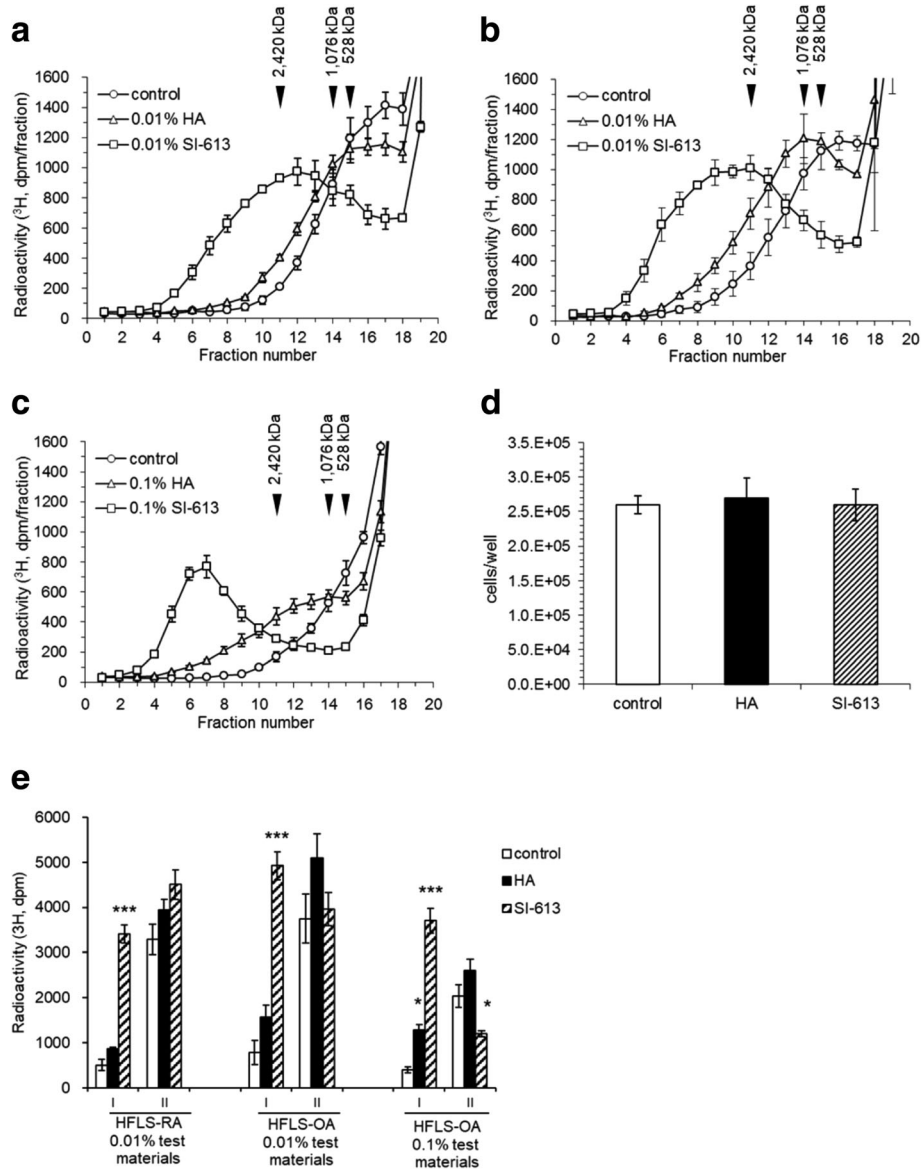 a
2,420 kDa
1,076 kDa
528 kDa
1600
1400
1200
1000
800
600
400
200
0
control
0.01% HA
0.01% SI-613
Radioactivity (³H, dpm/fraction)
0 2 4 6 8 10 12 14 16 18 20
Fraction number
b
2,420 kDa
1,076 kDa
528 kDa
1600
1400
1200
1000
800
600
400
200
0
control
0.01% HA
0.01% SI-613
Radioactivity (³H, dpm/fraction)
0 2 4 6 8 10 12 14 16 18 20
Fraction number
c
2,420 kDa
1,076 kDa
528 kDa
1600
1400
1200
1000
800
600
400
200
0
control
0.1% HA
0.1% SI-613
Radioactivity (³H, dpm/fraction)
0 2 4 6 8 10 12 14 16 18 20
Fraction number
d
3.5.E+05
3.0.E+05
2.5.E+05
2.0.E+05
1.5.E+05
1.0.E+05
5.0.E+04
0.0.E+00
cells/well
control HA SI-613
e
6000
5000
4000
3000
2000
1000
0
Radioactivity (3H, dpm)
***
***
***
*
*
control
HA
SI-613
I II I II I II
HFLS-RA
0.01% test
materials
HFLS-OA
0.01% test
materials
HFLS-OA
0.1% test
materials